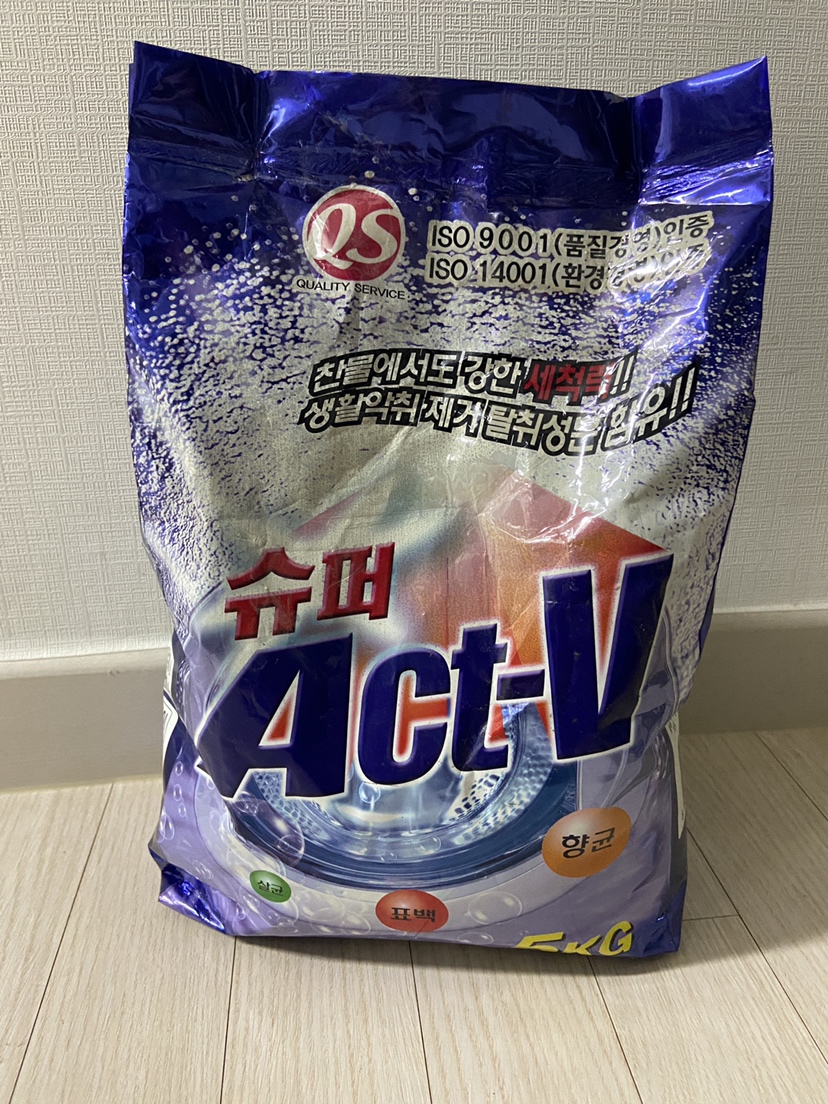 QS
QUALITY SERVICE
ISO 9001(품질경영)인증
ISO 14001(환경
찬물에서도 강한 세척력!!
생활악취 제거 탈취성분 함유!!
슈퍼
Act-V
향균
살균
표백
5KG